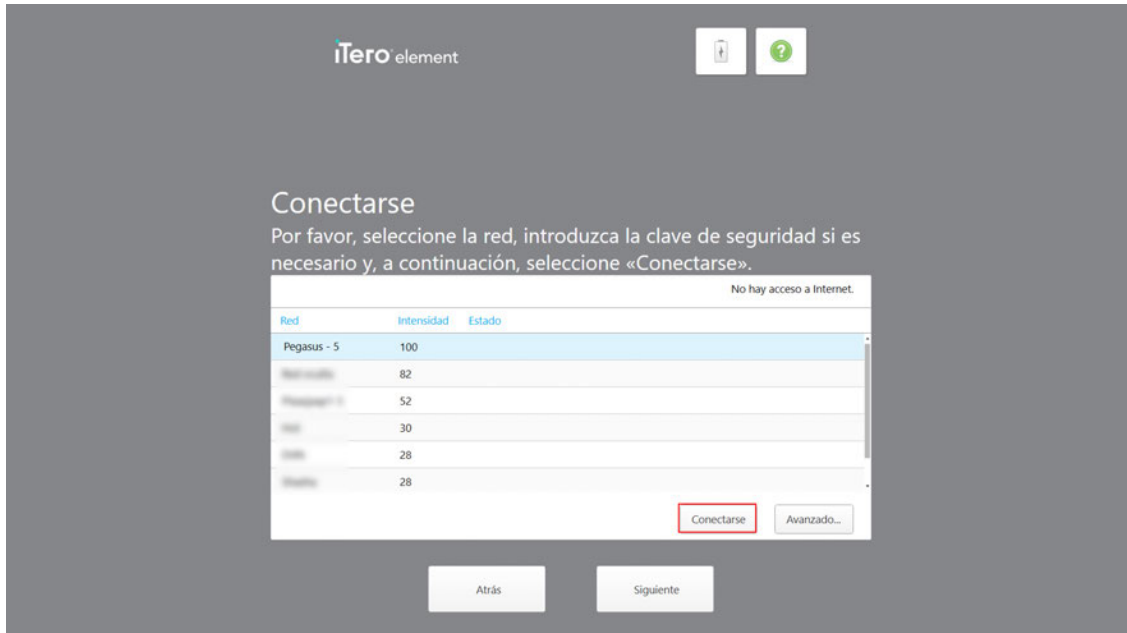 iTero element
Conectarse
Por favor, seleccione la red, introduzca la clave de seguridad si es
necesario y, a continuación, seleccione «Conectarse».
No hay acceso a Internet.
Red Intensidad Estado
Pegasus - 5 100
82
52
30
28
28
Conectarse Avanzado...
Atrás Siguiente